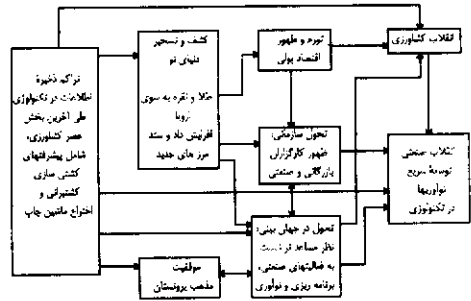 تراکم ذخیرهٔ
اطلاعات در تکنولوژی
طی آخرین بخش
عصر کشاورزی،
شامل پیشرفتهای
کشتی سازی
کشتیرانی و
اختراع ماشین چاپ
کشف و تسخیر
دنیای نو
طلا و نقره به سوی
اروپا
افزایش داد و ستد
مرز های جدید
تورم و ظهور
اقتصاد پولی
انقلاب کشاورزی
تحول سازمانی،
ظهور کارگزاران
بازرگانی و صنعتی
انقلاب صنعتی
توسعهٔ سریع
نوآوریها
در تکنولوژی
تحول در جهان بینی،
نظر مساعد تر نسبت
به فعالیتهای صنعتی،
برنامه ریزی و نوآوری
موفقیت
مذهب پروتستان